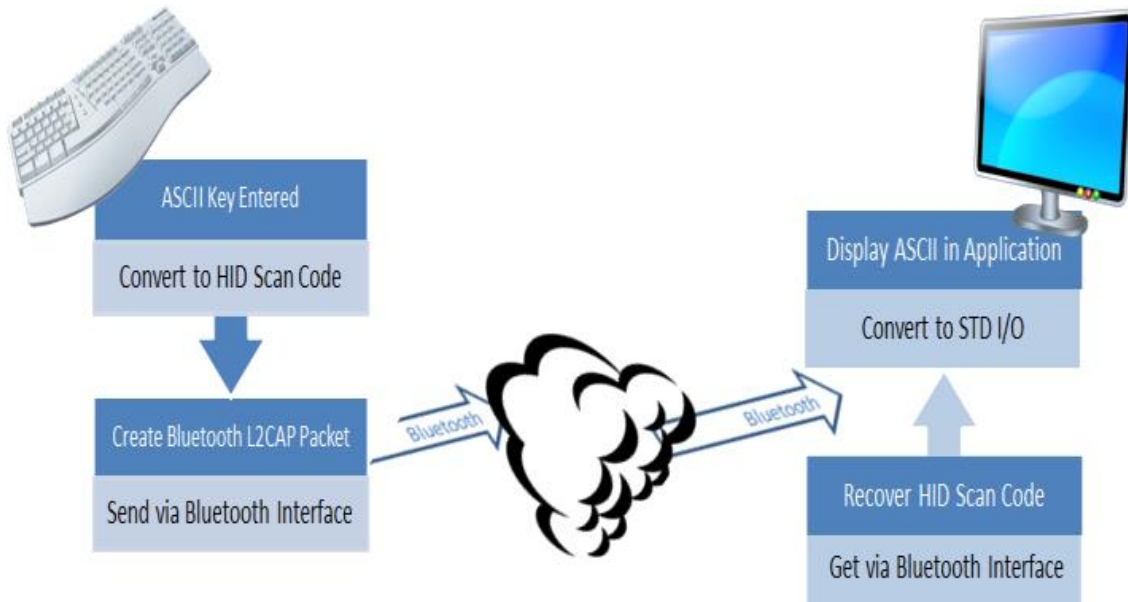 ASCII Key Entered
Convert to HID Scan Code
Create Bluetooth L2CAP Packet
Send via Bluetooth Interface
Bluetooth
Bluetooth
Display ASCII in Application
Convert to STD I/O
Recover HID Scan Code
Get via Bluetooth Interface